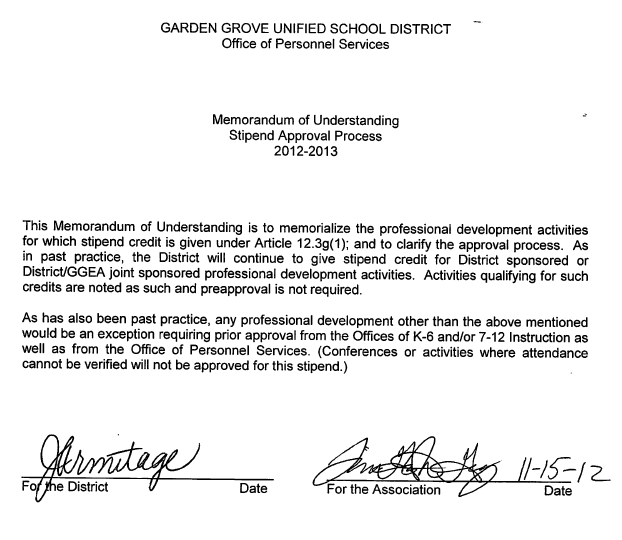 GARDEN GROVE UNIFIED SCHOOL DISTRICT
Office of Personnel Services
Memorandum of Understanding
Stipend Approval Process
2012-2013
This Memorandum of Understanding is to memorialize the professional development activities
for which stipend credit is given under Article 12.3g(1); and to clarify the approval process. As
in past practice, the District will continue to give stipend credit for District sponsored or
District/GGEA joint sponsored professional development activities. Activities qualifying for such
credits are noted as such and preapproval is not required.
As has also been past practice, any professional development other than the above mentioned
would be an exception requiring prior approval from the Offices of K-6 and/or 7-12 Instruction as
well as from the Office of Personnel Services. (Conferences or activities where attendance
cannot be verified will not be approved for this stipend.)
JArmitage 11-15-12
For the District Date For the Association Date